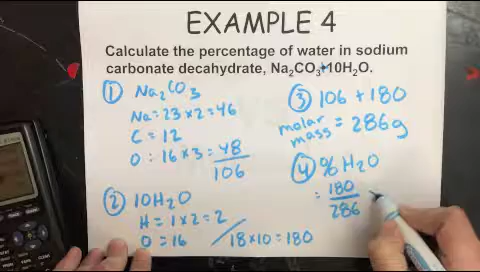 EXAMPLE 4
Calculate the percentage of water in sodium
carbonate decahydrate, Na₂CO₃•10H₂O.
① Na₂CO₃
Na = 23 × 2 = 46
C = 12
O = 16 × 3 = 48
106
② 10H₂O
H = 1 × 2 = 2
O = 16
18 × 10 = 180
③ 106 + 180
molar
mass = 286g
④ % H₂O
= 180
286